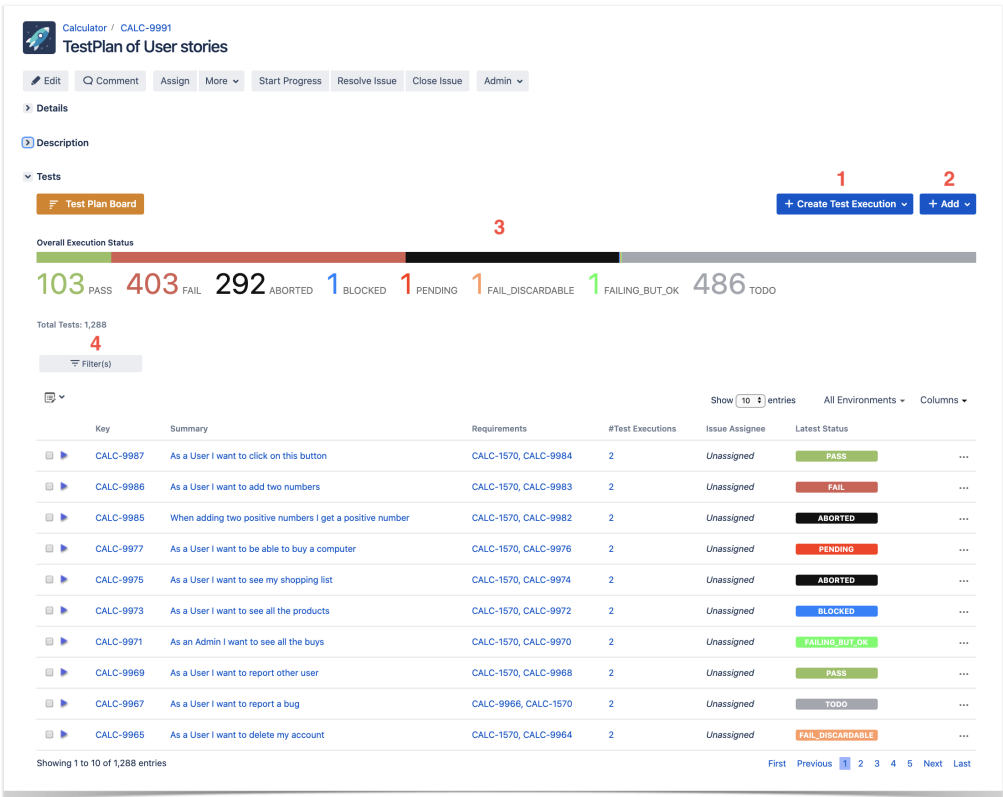 Calculator / CALC-9991
TestPlan of User stories
Edit Comment Assign More Start Progress Resolve Issue Close Issue Admin
Details
Description
Tests
1 2
Test Plan Board + Create Test Execution + Add
3
Overall Execution Status
103 PASS 403 FAIL 292 ABORTED 1 BLOCKED 1 PENDING 1 FAIL_DISCARDABLE 1 FAILING_BUT_OK 486 TODO
Total Tests: 1,288
4
Filter(s)
Show 10 entries All Environments Columns
Key Summary Requirements #Test Executions Issue Assignee Latest Status
CALC-9987 As a User I want to click on this button CALC-1570, CALC-9984 2 Unassigned PASS ...
CALC-9986 As a User I want to add two numbers CALC-1570, CALC-9983 2 Unassigned FAIL ...
CALC-9985 When adding two positive numbers I get a positive number CALC-1570, CALC-9982 2 Unassigned ABORTED ...
CALC-9977 As a User I want to be able to buy a computer CALC-1570, CALC-9976 2 Unassigned PENDING ...
CALC-9975 As a User I want to see my shopping list CALC-1570, CALC-9974 2 Unassigned ABORTED ...
CALC-9973 As a User I want to see all the products CALC-1570, CALC-9972 2 Unassigned BLOCKED ...
CALC-9971 As an Admin I want to see all the buys CALC-1570, CALC-9970 2 Unassigned FAILING_BUT_OK ...
CALC-9969 As a User I want to report other user CALC-1570, CALC-9968 2 Unassigned PASS ...
CALC-9967 As a User I want to report a bug CALC-9966, CALC-1570 2 Unassigned TODO ...
CALC-9965 As a User I want to delete my account CALC-1570, CALC-9964 2 Unassigned FAIL_DISCARDABLE ...
Showing 1 to 10 of 1,288 entries First Previous 1 2 3 4 5 Next Last